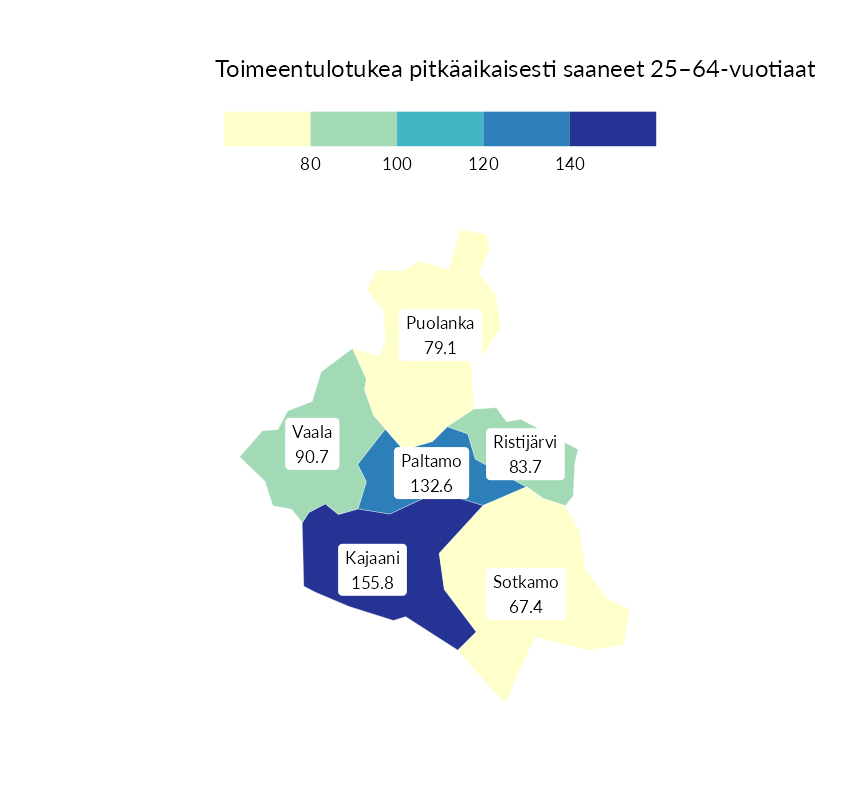 Toimeentulotukea pitkäaikaisesti saaneet 25–64-vuotiaat
80 100 120 140
Puolanka
79.1
Vaala
90.7
Ristijärvi
83.7
Paltamo
132.6
Kajaani
155.8
Sotkamo
67.4